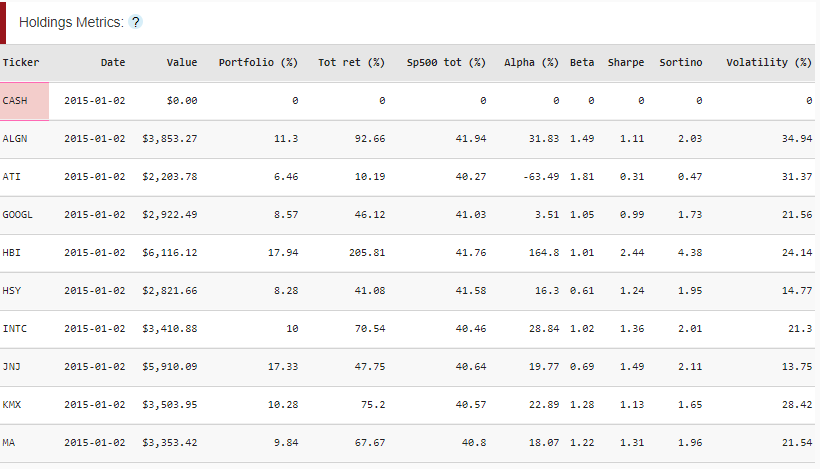 Holdings Metrics: ?
Ticker Date Value Portfolio (%) Tot ret (%) Sp500 tot (%) Alpha (%) Beta Sharpe Sortino Volatility (%)
CASH 2015-01-02 $0.00 0 0 0 0 0 0 0 0
ALGN 2015-01-02 $3,853.27 11.3 92.66 41.94 31.83 1.49 1.11 2.03 34.94
ATI 2015-01-02 $2,203.78 6.46 10.19 40.27 -63.49 1.81 0.31 0.47 31.37
GOOGL 2015-01-02 $2,922.49 8.57 46.12 41.03 3.51 1.05 0.99 1.73 21.56
HBI 2015-01-02 $6,116.12 17.94 205.81 41.76 164.8 1.01 2.44 4.38 24.14
HSY 2015-01-02 $2,821.66 8.28 41.08 41.58 16.3 0.61 1.24 1.95 14.77
INTC 2015-01-02 $3,410.88 10 70.54 40.46 28.84 1.02 1.36 2.01 21.3
JNJ 2015-01-02 $5,910.09 17.33 47.75 40.64 19.77 0.69 1.49 2.11 13.75
KMX 2015-01-02 $3,503.95 10.28 75.2 40.57 22.89 1.28 1.13 1.65 28.42
MA 2015-01-02 $3,353.42 9.84 67.67 40.8 18.07 1.22 1.31 1.96 21.54